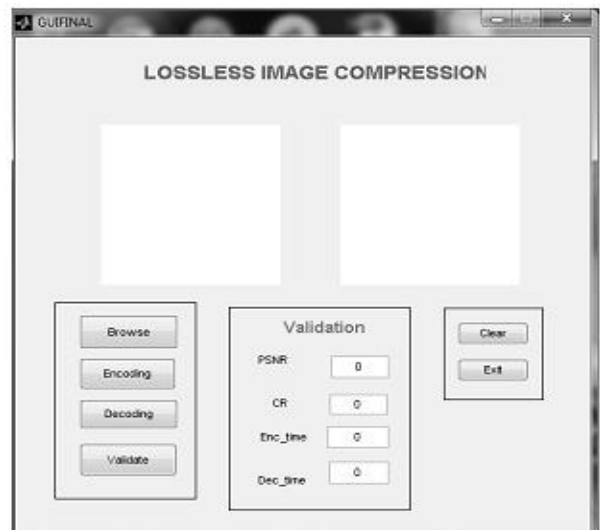 GUIFINAL
LOSSLESS IMAGE COMPRESSION
Browse
Encoding
Decoding
Validate
Validation
PSNR 0
CR 0
Enc_time 0
Dec_time 0
Clear
Exit